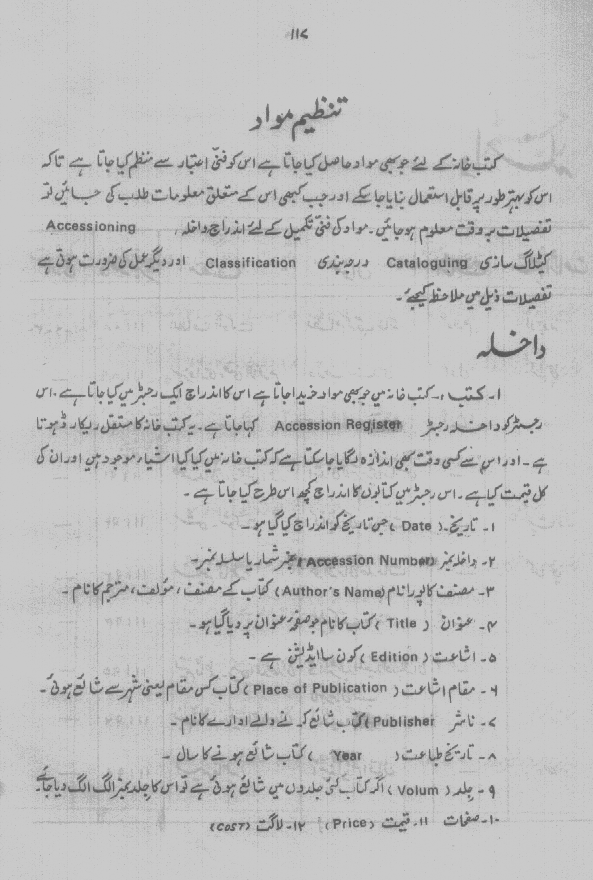 ۱۱۷
تنظیم مواد
کتب خانہ کے لئے جو بھی مواد حاصل کیا جاتا ہے اس کو فنّی اعتبار سے منظم کیا جاتا ہے تاکہ
اس کو بہتر طور پر قابل استعمال بنایا جا سکے اور جب کبھی اس کے متعلق معلومات طلب کی جائیں تو
تفصیلات بر وقت معلوم ہو جائیں۔ مواد کی فنّی تکمیل کے لئے اندراج داخلہ، Accessioning
کیٹلاگ سازی Cataloguing درجہ بندی Classification اور دیگر عمل کی ضرورت ہوتی ہے
تفصیلات ذیل میں ملاحظہ کیجئے۔
داخلہ
۱۔ کتب :۔ کتب خانہ میں جو بھی مواد خریدا جاتا ہے اس کا اندراج ایک رجسٹر میں کیا جاتا ہے۔ اس
رجسٹر کو داخلہ رجسٹر Accession Register کہا جاتا ہے۔ یہ کتب خانہ کا مستقل ریکارڈ ہوتا
ہے۔ اور اس سے کسی وقت بھی اندازہ لگایا جا سکتا ہے کہ کتب خانہ میں کیا کیا اشیاء موجود ہیں اور ان کی
کل قیمت کیا ہے۔ اس رجسٹر میں کتابوں کا اندراج کچھ اس طرح کیا جاتا ہے۔
۱۔ تاریخ۔ (Date) جس تاریخ کو اندراج کیا گیا ہو۔
۲۔ داخلہ نمبر (Accession Number) نمبر شمار یا سلسلہ نمبر۔
۳۔ مصنف کا پورا نام (Author's Name) کتاب کے مصنف، مؤلف، مترجم کا نام۔
۴۔ عنوان (Title) کتاب کا نام جو صفحہ عنوان پر دیا گیا ہو۔
۵۔ اشاعت (Edition) کون سا ایڈیشن ہے۔
۶۔ مقام اشاعت (Place of Publication) کتاب کس مقام یعنی شہر سے شائع ہوئی۔
۷۔ ناشر (Publisher) کتاب شائع کرنے والے ادارے کا نام۔
۸۔ تاریخ طباعت (Year) کتاب شائع ہونے کا سال۔
۹۔ جلد (Volum) اگر کتاب کئی جلدوں میں شائع ہوئی ہے تو اس کا جلد نمبر الگ الگ دیا جائے۔
۱۰۔ صفحات ۱۱۔ قیمت (Price) ۱۲۔ لاگت (COST)